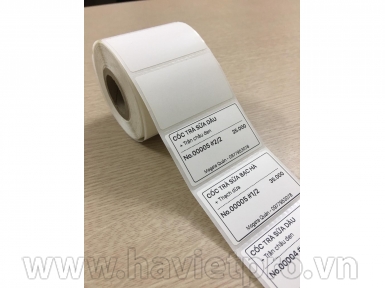 CỐC TRÀ SỮA DÂU
+ Trân châu đen 35.000
No.00005 #2/2
CỐC TRÀ SỮA BẠC HÀ
+ Thạch dừa 35.000
No.00005 #1/2
CỐC TRÀ SỮA DÂU
+ Trân châu đen
No.00004
www.havietpro.vn